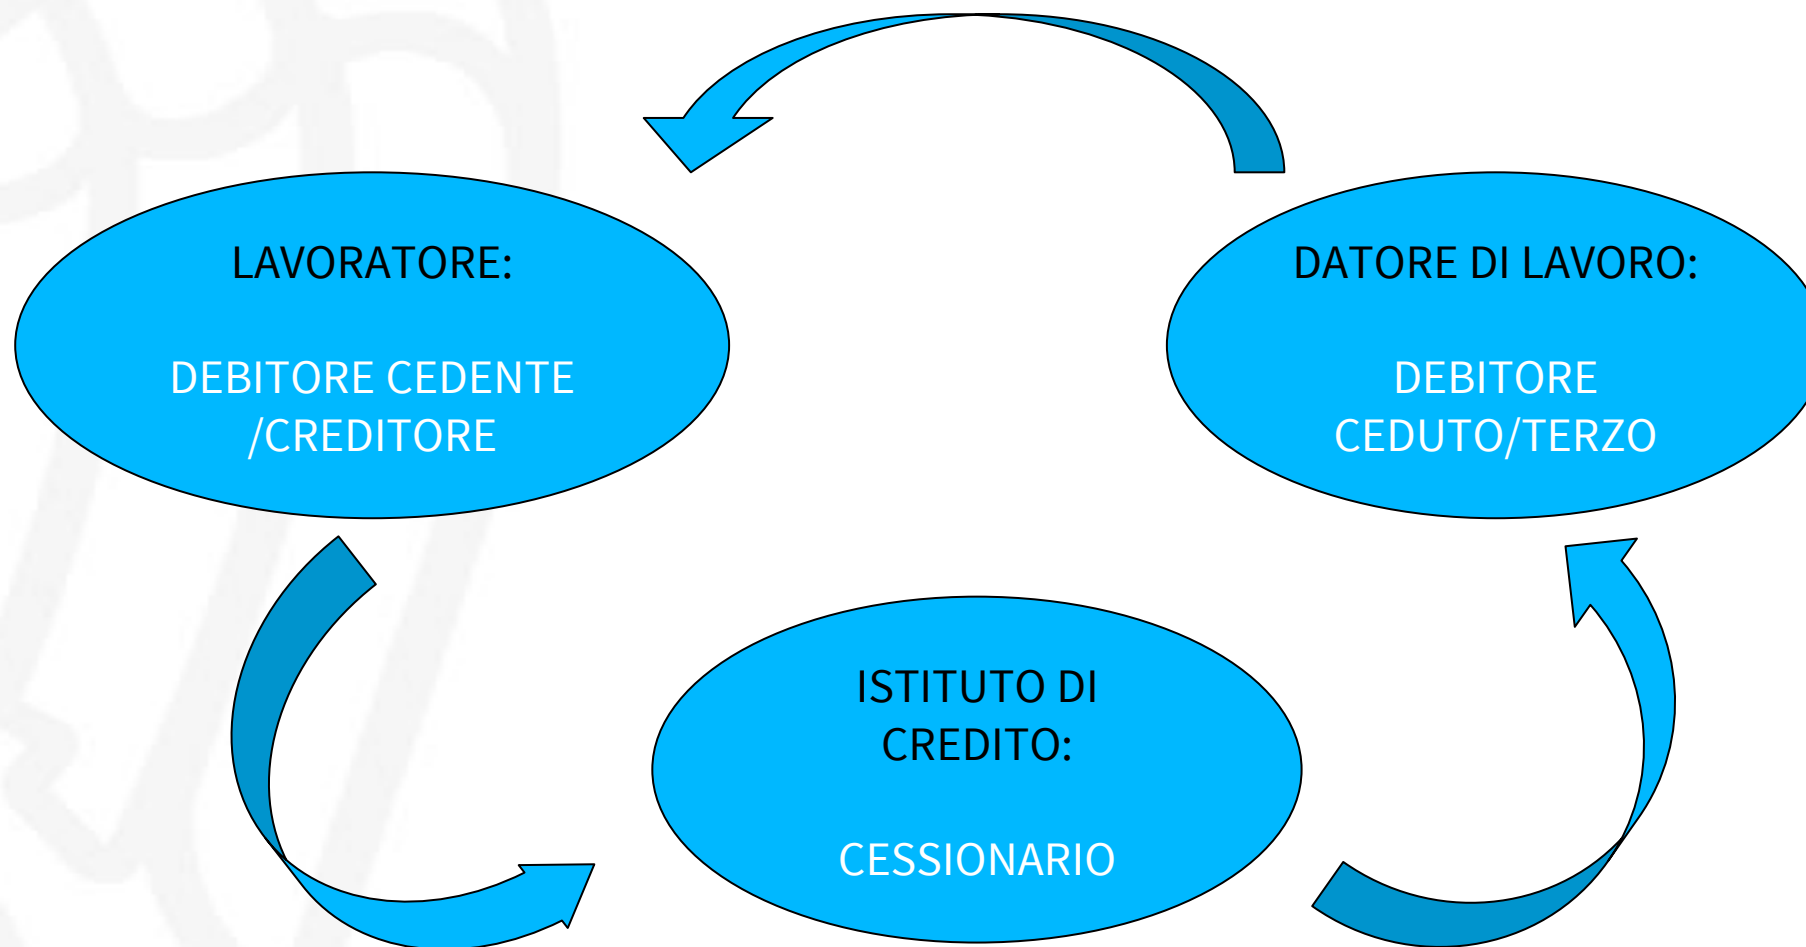 LAVORATORE:
DEBITORE CEDENTE
/CREDITORE
DATORE DI LAVORO:
DEBITORE
CEDUTO/TERZO
ISTITUTO DI
CREDITO:
CESSIONARIO